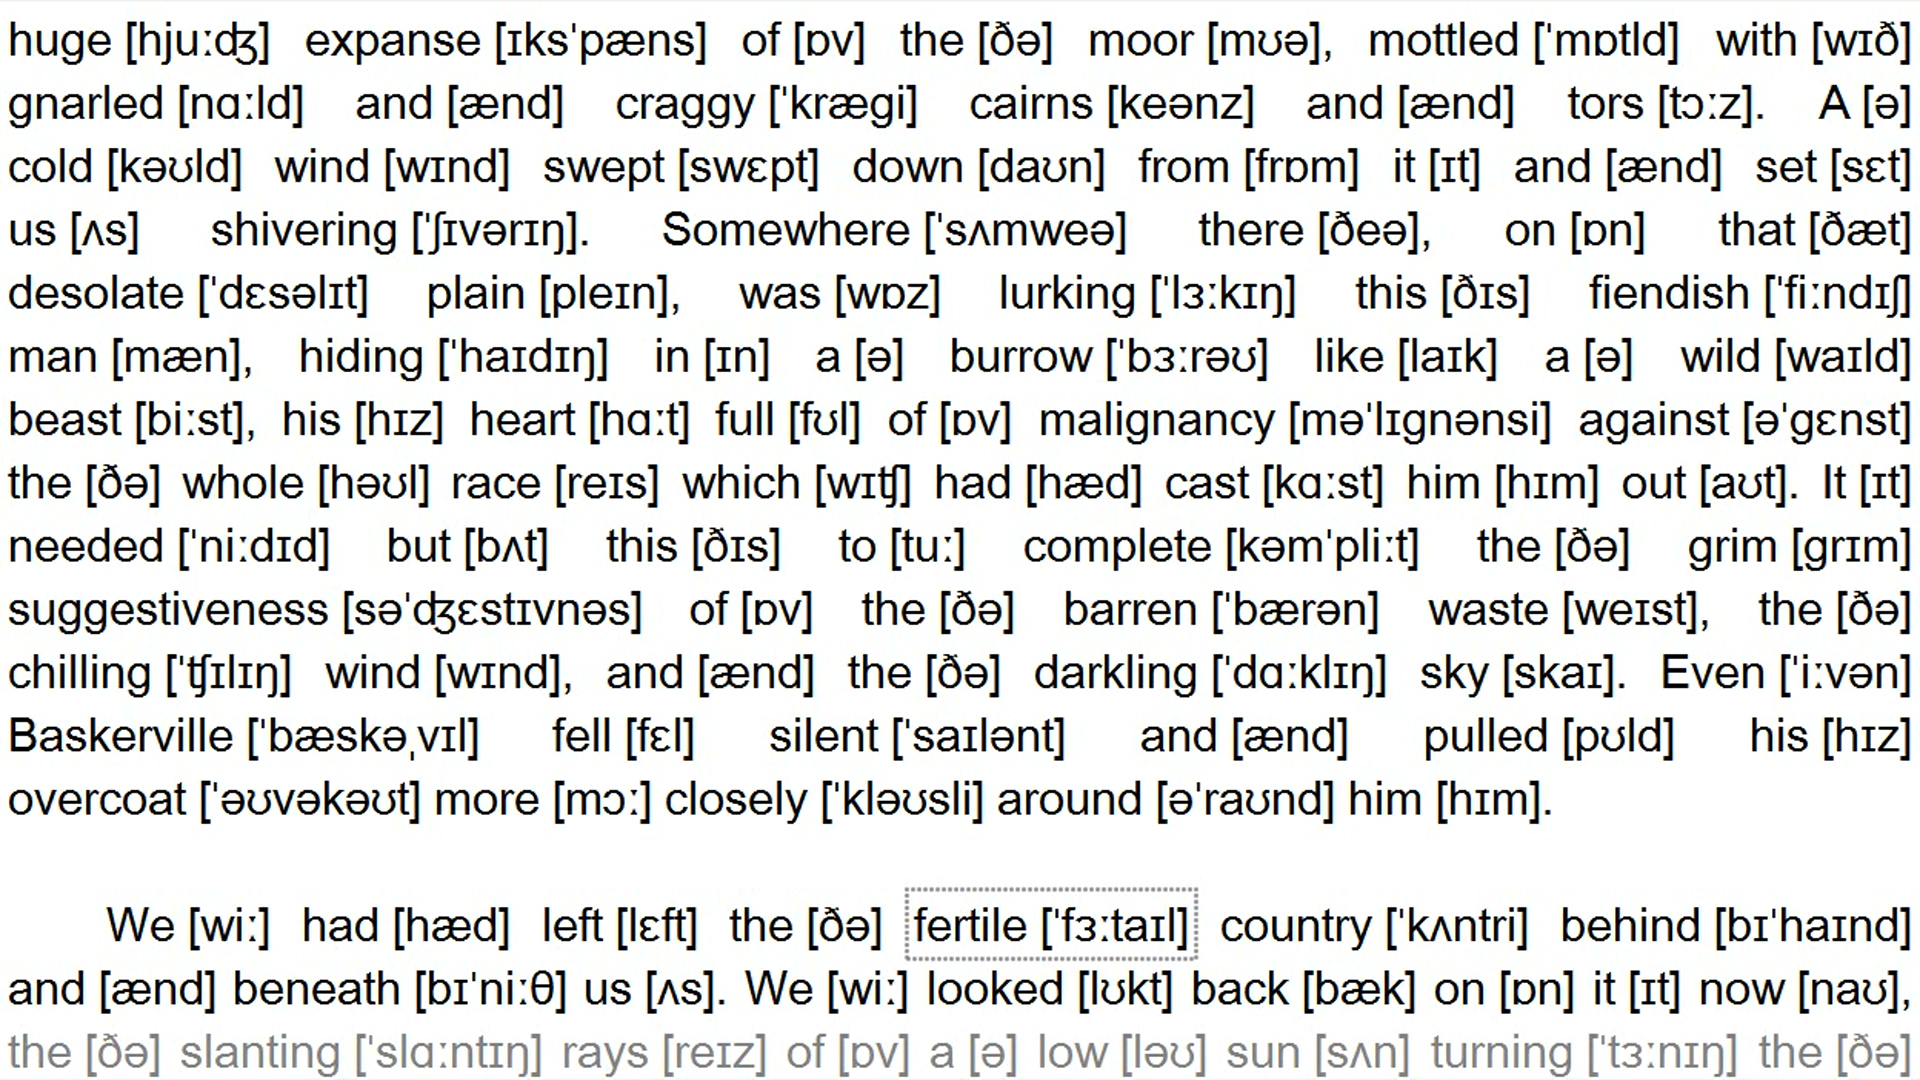 huge [hjuːʤ] expanse [ɪksˈpæns] of [ɒv] the [ðə] moor [mʊə], mottled [ˈmɒtld] with [wɪð]
gnarled [nɑːld] and [ænd] craggy [ˈkrægi] cairns [keənz] and [ænd] tors [tɔːz]. A [ə]
cold [kəʊld] wind [wɪnd] swept [swɛpt] down [daʊn] from [frɒm] it [ɪt] and [ænd] set [sɛt]
us [ʌs] shivering [ˈʃɪvərɪŋ]. Somewhere [ˈsʌmweə] there [ðeə], on [ɒn] that [ðæt]
desolate [ˈdɛsəlɪt] plain [pleɪn], was [wɒz] lurking [ˈlɜːkɪŋ] this [ðɪs] fiendish [ˈfiːndɪʃ]
man [mæn], hiding [ˈhaɪdɪŋ] in [ɪn] a [ə] burrow [ˈbɜːrəʊ] like [laɪk] a [ə] wild [waɪld]
beast [biːst], his [hɪz] heart [hɑːt] full [fʊl] of [ɒv] malignancy [məˈlɪgnənsi] against [əˈgɛnst]
the [ðə] whole [həʊl] race [reɪs] which [wɪʧ] had [hæd] cast [kɑːst] him [hɪm] out [aʊt]. It [ɪt]
needed [ˈniːdɪd] but [bʌt] this [ðɪs] to [tuː] complete [kəmˈpliːt] the [ðə] grim [grɪm]
suggestiveness [səˈʤɛstɪvnəs] of [ɒv] the [ðə] barren [ˈbærən] waste [weɪst], the [ðə]
chilling [ˈʧɪlɪŋ] wind [wɪnd], and [ænd] the [ðə] darkling [ˈdɑːklɪŋ] sky [skaɪ]. Even [ˈiːvən]
Baskerville [ˈbæskəˌvɪl] fell [fɛl] silent [ˈsaɪlənt] and [ænd] pulled [pʊld] his [hɪz]
overcoat [ˈəʊvəkəʊt] more [mɔː] closely [ˈkləʊsli] around [əˈraʊnd] him [hɪm].
We [wiː] had [hæd] left [lɛft] the [ðə] fertile [ˈfɜːtaɪl] country [ˈkʌntri] behind [bɪˈhaɪnd]
and [ænd] beneath [bɪˈniːθ] us [ʌs]. We [wiː] looked [lʊkt] back [bæk] on [ɒn] it [ɪt] now [naʊ],
the [ðə] slanting [ˈslɑːntɪŋ] rays [reɪz] of [ɒv] a [ə] low [ləʊ] sun [sʌn] turning [ˈtɜːnɪŋ] the [ðə]